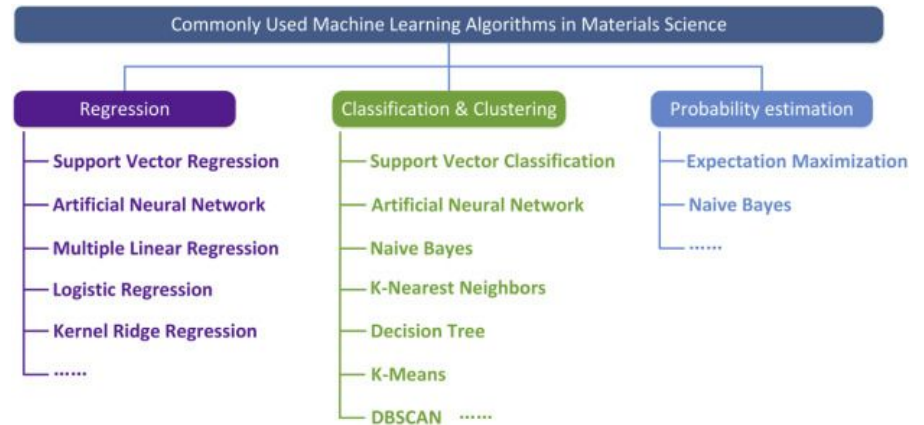 Commonly Used Machine Learning Algorithms in Materials Science
Regression
Support Vector Regression
Artificial Neural Network
Multiple Linear Regression
Logistic Regression
Kernel Ridge Regression
......
Classification & Clustering
Support Vector Classification
Artificial Neural Network
Naive Bayes
K-Nearest Neighbors
Decision Tree
K-Means
DBSCAN ......
Probability estimation
Expectation Maximization
Naive Bayes
......